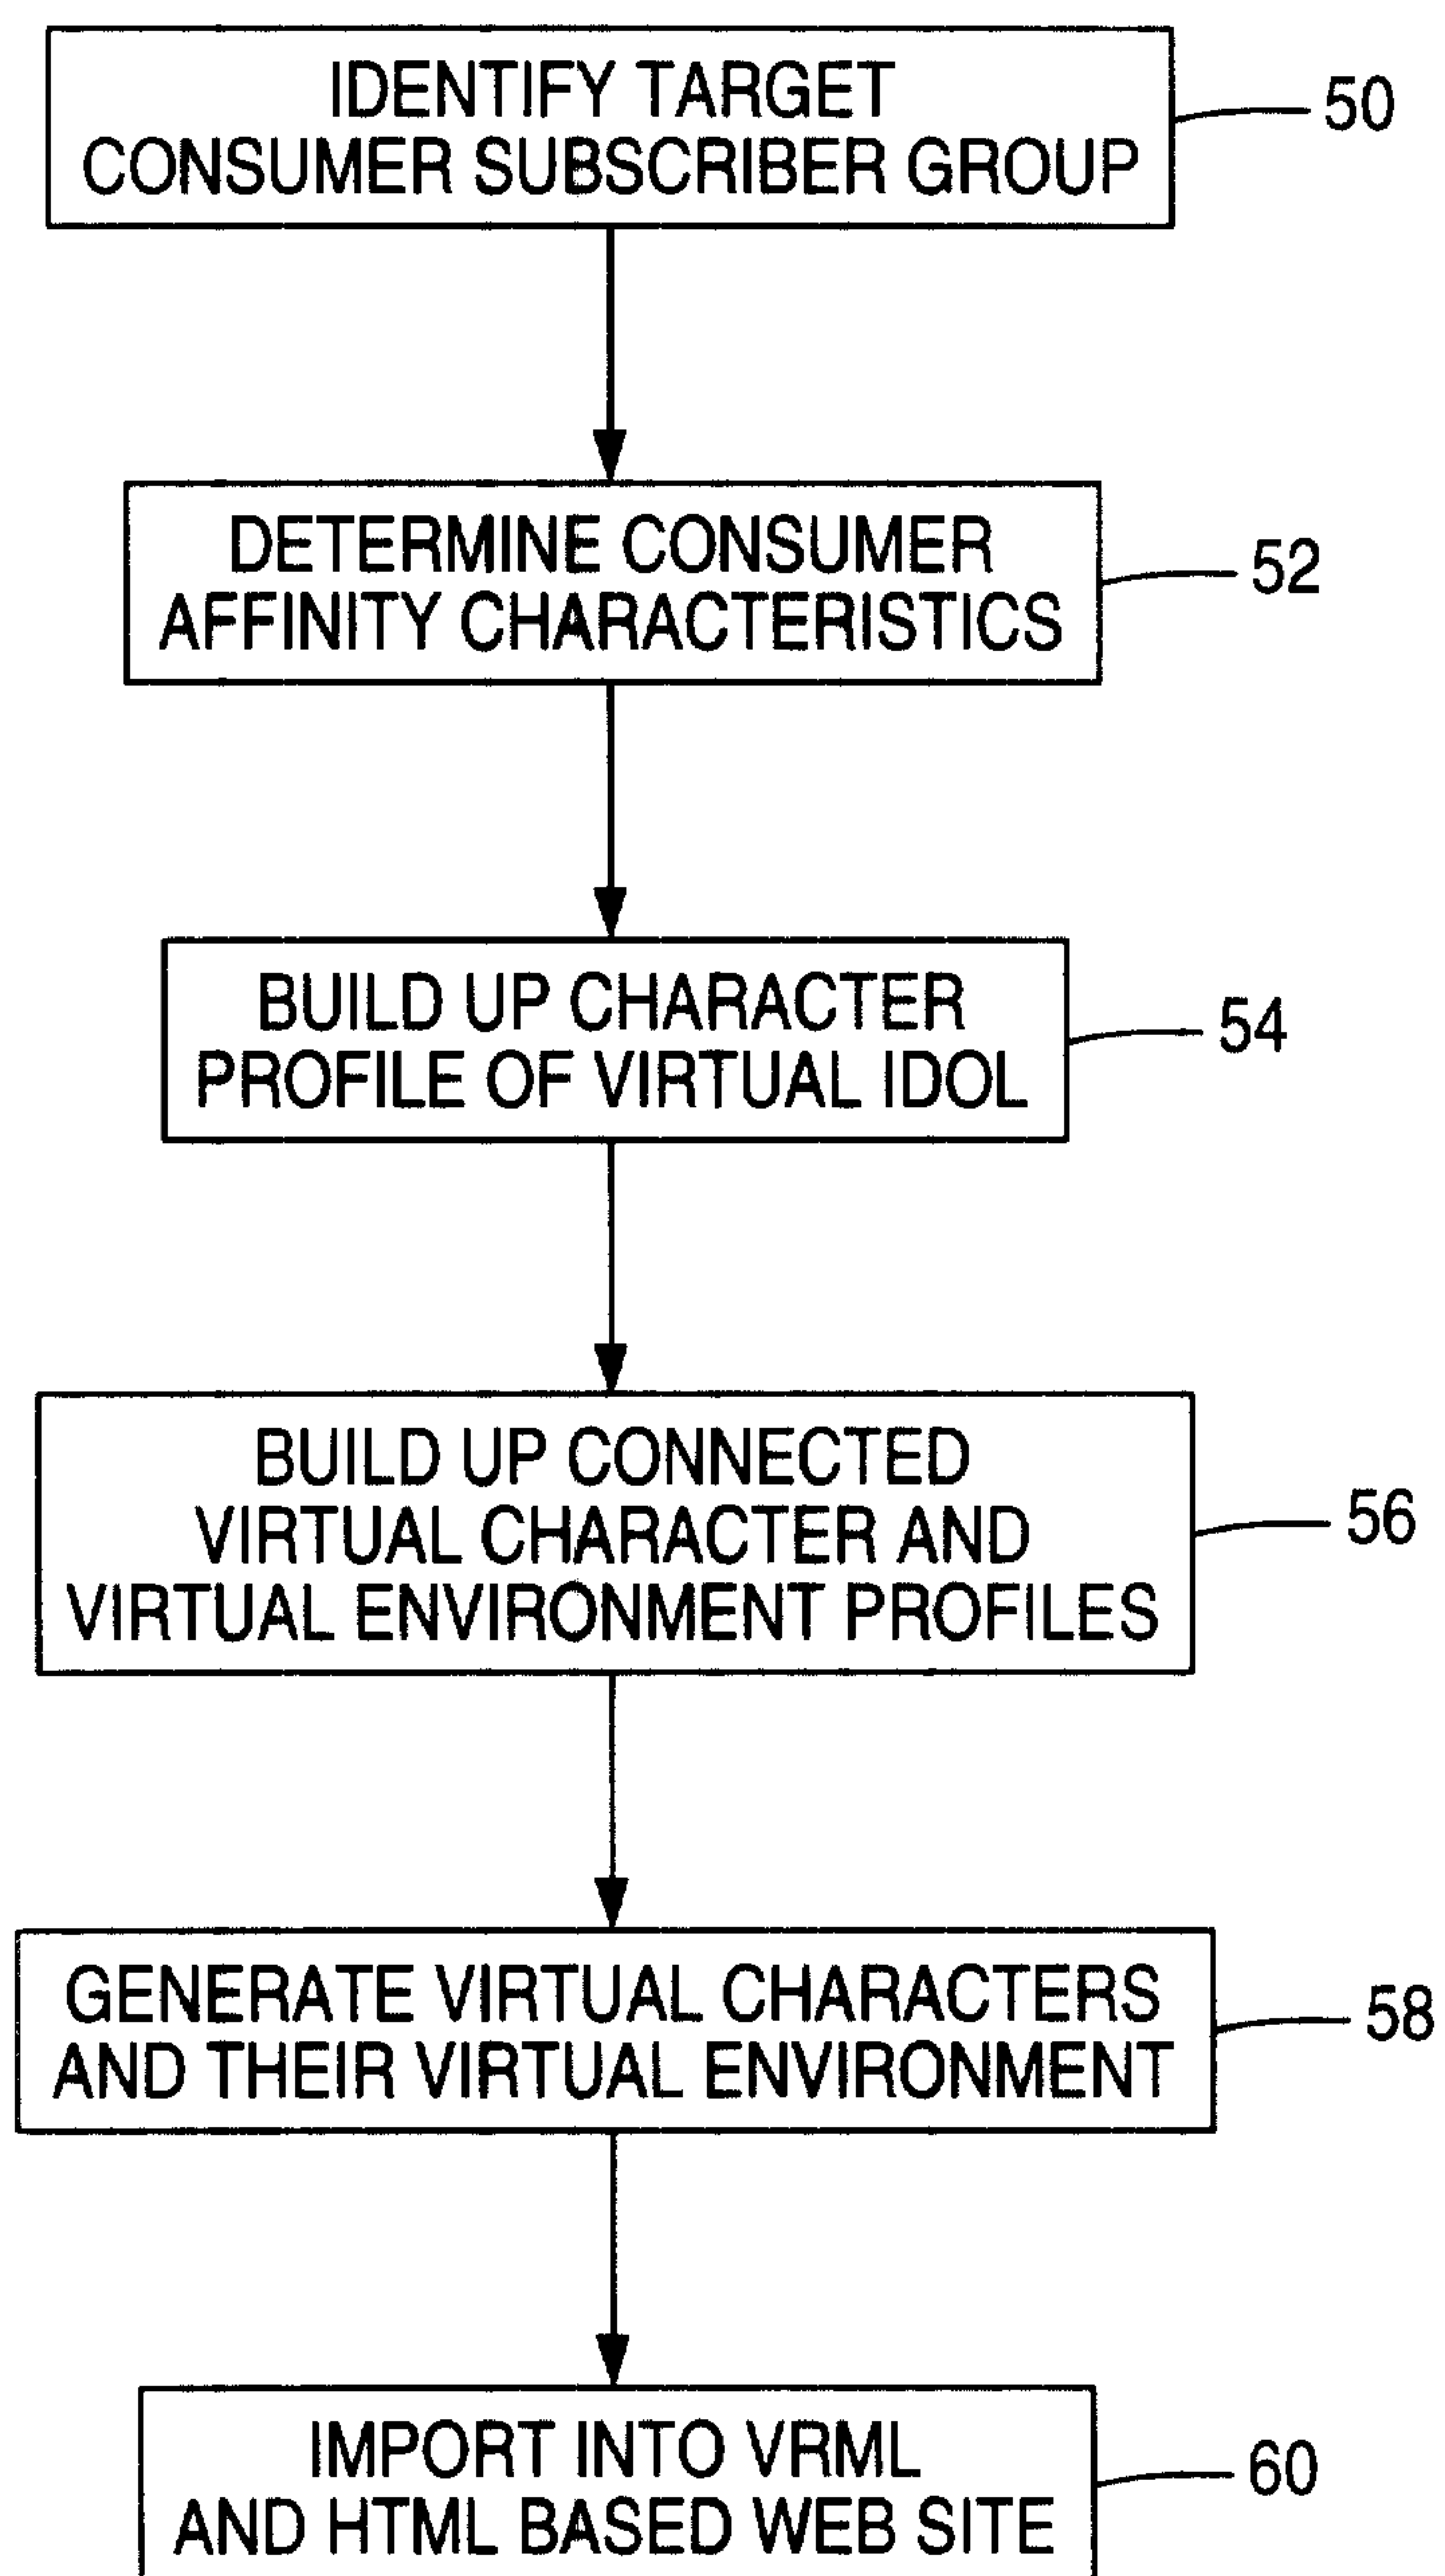 IDENTIFY TARGET
CONSUMER SUBSCRIBER GROUP
50
DETERMINE CONSUMER
AFFINITY CHARACTERISTICS
52
BUILD UP CHARACTER
PROFILE OF VIRTUAL IDOL
54
BUILD UP CONNECTED
VIRTUAL CHARACTER AND
VIRTUAL ENVIRONMENT PROFILES
56
GENERATE VIRTUAL CHARACTERS
AND THEIR VIRTUAL ENVIRONMENT
58
IMPORT INTO VRML
AND HTML BASED WEB SITE
60